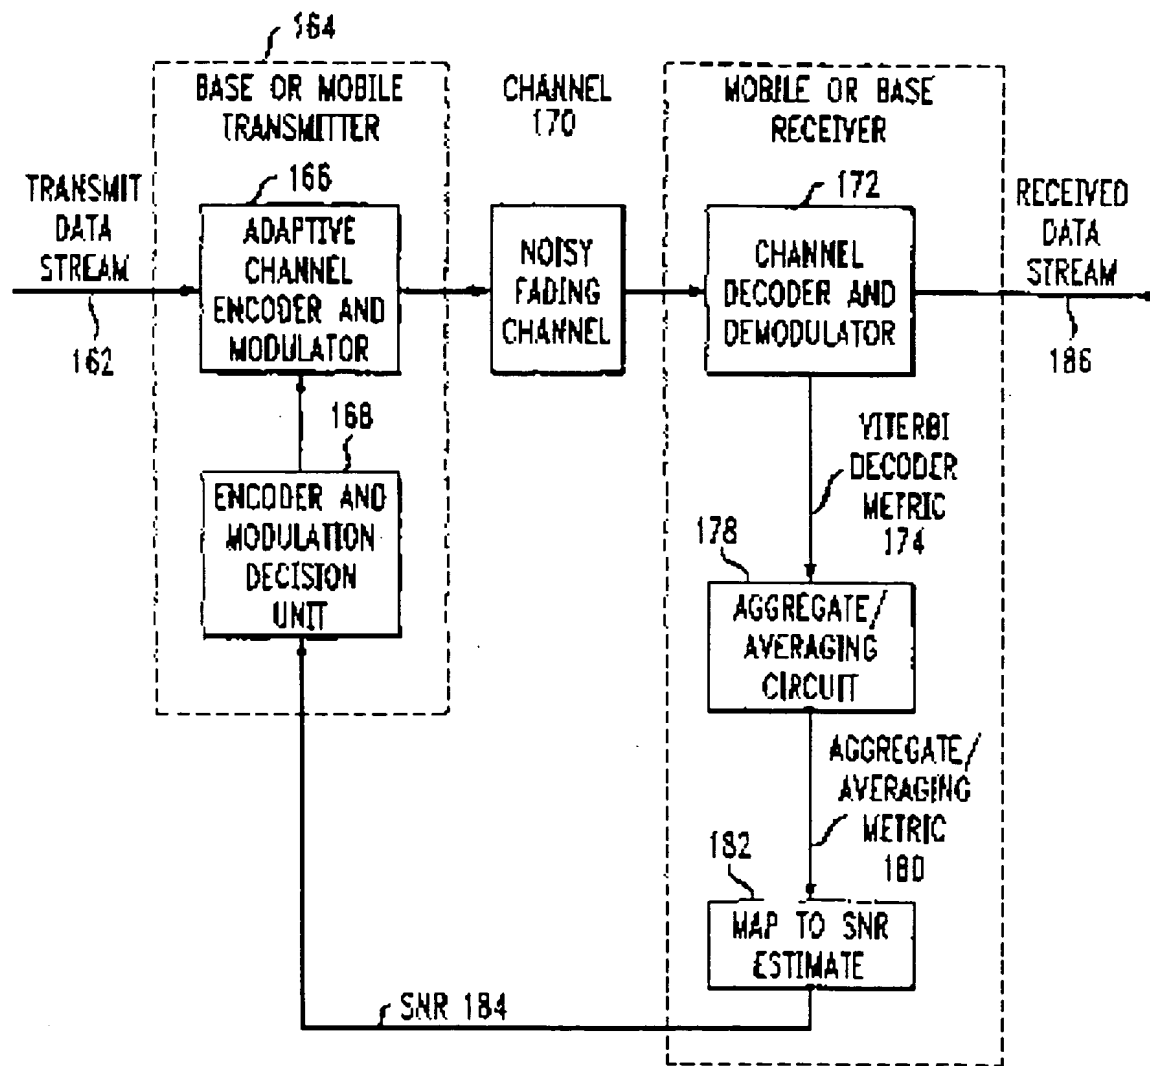 164
BASE OR MOBILE
TRANSMITTER
CHANNEL
170
MOBILE OR BASE
RECEIVER
TRANSMIT
DATA
STREAM
162
166
ADAPTIVE
CHANNEL
ENCODER AND
MODULATOR
NOISY
FADING
CHANNEL
172
CHANNEL
DECODER AND
DEMODULATOR
RECEIVED
DATA
STREAM
186
168
ENCODER AND
MODULATION
DECISION
UNIT
VITERBI
DECODER
METRIC
174
178
AGGREGATE/
AVERAGING
CIRCUIT
AGGREGATE/
AVERAGING
METRIC
180
182
MAP TO SNR
ESTIMATE
SNR 184